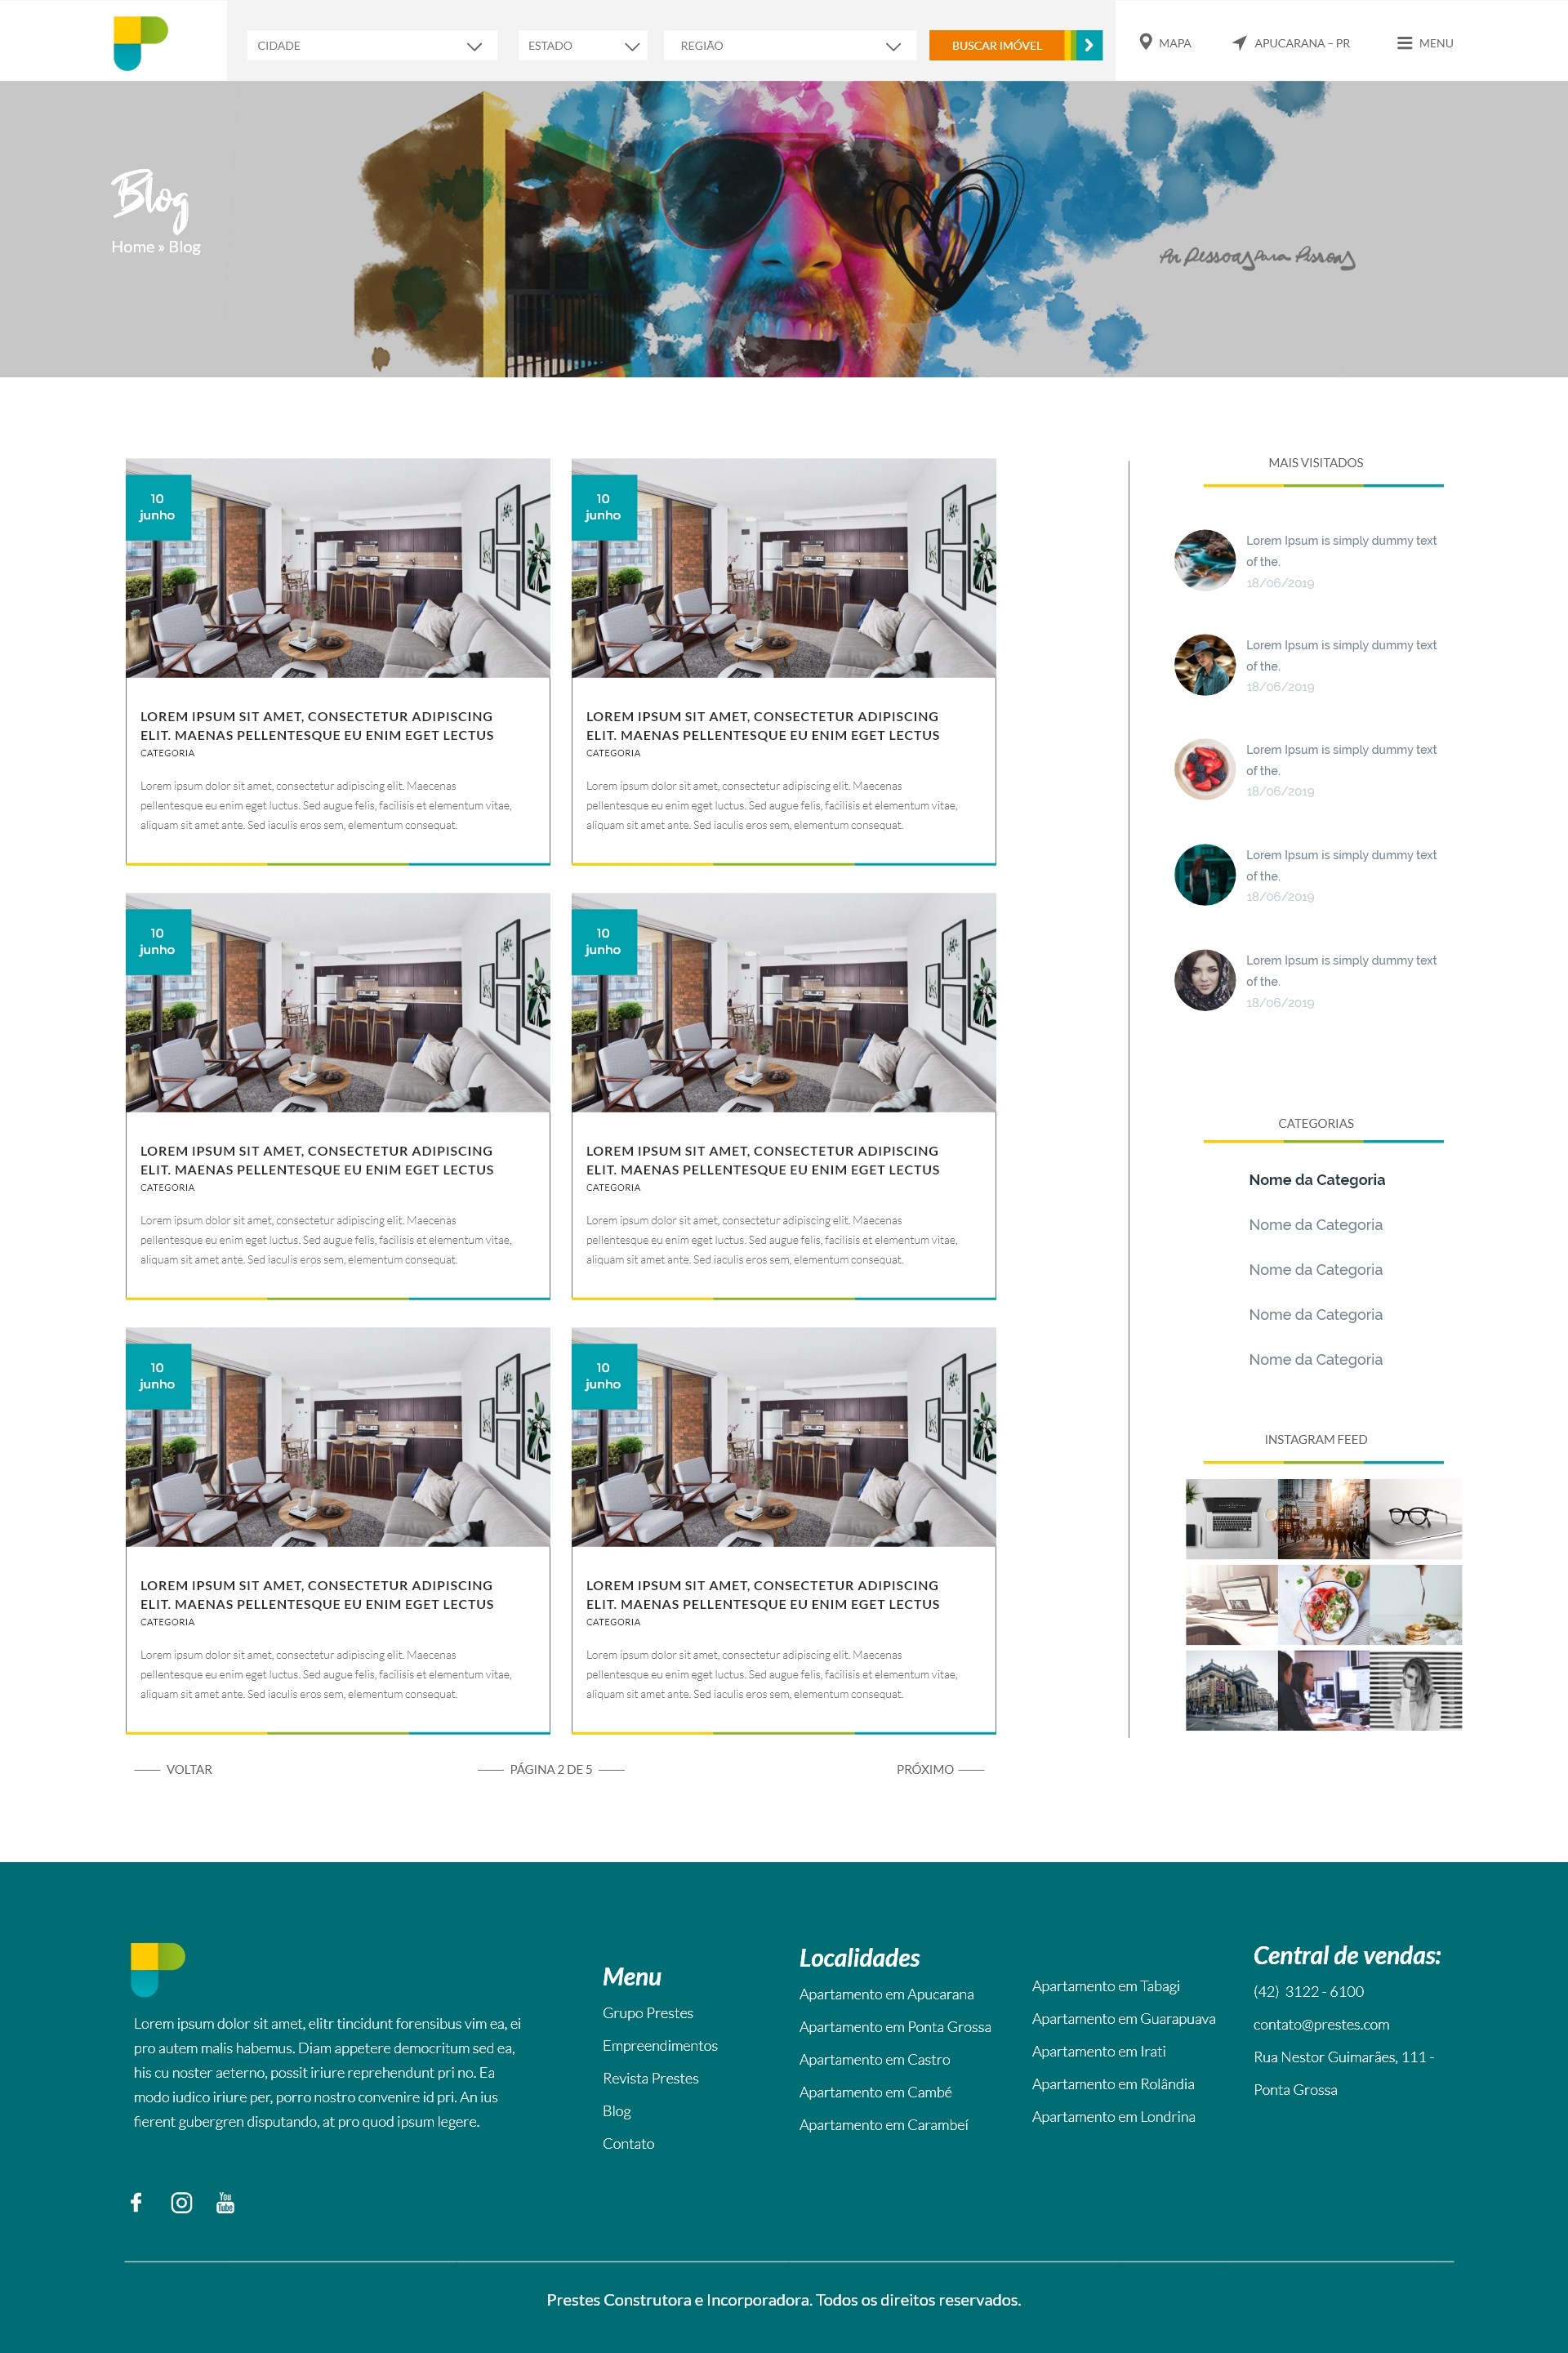 CIDADE
ESTADO
REGIÃO
BUSCAR IMÓVEL
MAPA
APUCARANA – PR
MENU
Blog
Home » Blog
Por Pessoas para Pessoas
10
junho
LOREM IPSUM SIT AMET, CONSECTETUR ADIPISCING
ELIT. MAENAS PELLENTESQUE EU ENIM EGET LECTUS
CATEGORIA
Lorem ipsum dolor sit amet, consectetur adipiscing elit. Maecenas
pellentesque eu enim eget luctus. Sed augue felis, facilisis et elementum vitae,
aliquam sit amet ante. Sed iaculis eros sem, elementum consequat.
10
junho
LOREM IPSUM SIT AMET, CONSECTETUR ADIPISCING
ELIT. MAENAS PELLENTESQUE EU ENIM EGET LECTUS
CATEGORIA
Lorem ipsum dolor sit amet, consectetur adipiscing elit. Maecenas
pellentesque eu enim eget luctus. Sed augue felis, facilisis et elementum vitae,
aliquam sit amet ante. Sed iaculis eros sem, elementum consequat.
10
junho
LOREM IPSUM SIT AMET, CONSECTETUR ADIPISCING
ELIT. MAENAS PELLENTESQUE EU ENIM EGET LECTUS
CATEGORIA
Lorem ipsum dolor sit amet, consectetur adipiscing elit. Maecenas
pellentesque eu enim eget luctus. Sed augue felis, facilisis et elementum vitae,
aliquam sit amet ante. Sed iaculis eros sem, elementum consequat.
10
junho
LOREM IPSUM SIT AMET, CONSECTETUR ADIPISCING
ELIT. MAENAS PELLENTESQUE EU ENIM EGET LECTUS
CATEGORIA
Lorem ipsum dolor sit amet, consectetur adipiscing elit. Maecenas
pellentesque eu enim eget luctus. Sed augue felis, facilisis et elementum vitae,
aliquam sit amet ante. Sed iaculis eros sem, elementum consequat.
10
junho
LOREM IPSUM SIT AMET, CONSECTETUR ADIPISCING
ELIT. MAENAS PELLENTESQUE EU ENIM EGET LECTUS
CATEGORIA
Lorem ipsum dolor sit amet, consectetur adipiscing elit. Maecenas
pellentesque eu enim eget luctus. Sed augue felis, facilisis et elementum vitae,
aliquam sit amet ante. Sed iaculis eros sem, elementum consequat.
10
junho
LOREM IPSUM SIT AMET, CONSECTETUR ADIPISCING
ELIT. MAENAS PELLENTESQUE EU ENIM EGET LECTUS
CATEGORIA
Lorem ipsum dolor sit amet, consectetur adipiscing elit. Maecenas
pellentesque eu enim eget luctus. Sed augue felis, facilisis et elementum vitae,
aliquam sit amet ante. Sed iaculis eros sem, elementum consequat.
VOLTAR
PÁGINA 2 DE 5
PRÓXIMO
MAIS VISITADOS
Lorem Ipsum is simply dummy text
of the.
18/06/2019
Lorem Ipsum is simply dummy text
of the.
18/06/2019
Lorem Ipsum is simply dummy text
of the.
18/06/2019
Lorem Ipsum is simply dummy text
of the.
18/06/2019
Lorem Ipsum is simply dummy text
of the.
18/06/2019
CATEGORIAS
Nome da Categoria
Nome da Categoria
Nome da Categoria
Nome da Categoria
Nome da Categoria
INSTAGRAM FEED
Lorem ipsum dolor sit amet, elitr tincidunt forensibus vim ea, ei
pro autem malis habemus. Diam appetere democritum sed ea,
his cu noster aeterno, possit iriure reprehendunt pri no. Ea
modo iudico iriure per, porro nostro convenire id pri. An ius
fierent gubergren disputando, at pro quod ipsum legere.
You
Tube
Menu
Grupo Prestes
Empreendimentos
Revista Prestes
Blog
Contato
Localidades
Apartamento em Apucarana
Apartamento em Ponta Grossa
Apartamento em Castro
Apartamento em Cambé
Apartamento em Carambeí
Apartamento em Tabagi
Apartamento em Guarapuava
Apartamento em Irati
Apartamento em Rolândia
Apartamento em Londrina
Central de vendas:
(42) 3122 - 6100
contato@prestes.com
Rua Nestor Guimarães, 111 -
Ponta Grossa
Prestes Construtora e Incorporadora. Todos os direitos reservados.